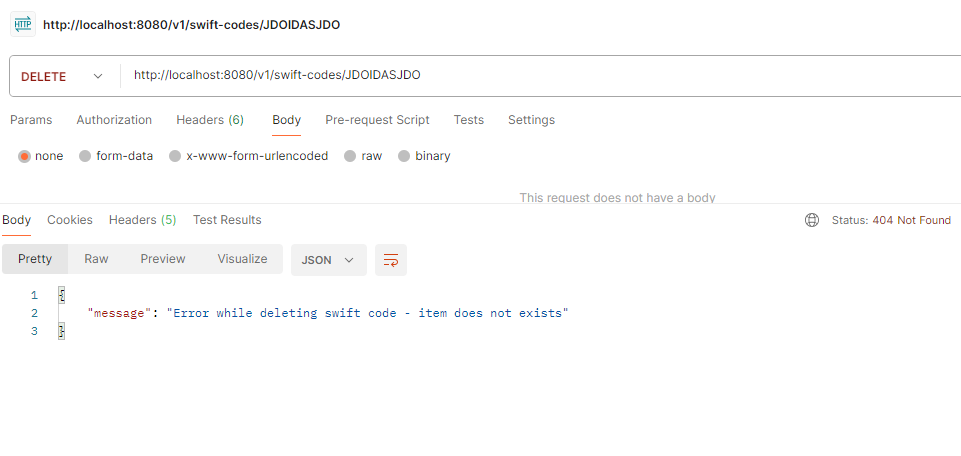 HTTP http://localhost:8080/v1/swift-codes/JDOIDASJDO
DELETE http://localhost:8080/v1/swift-codes/JDOIDASJDO
Params Authorization Headers (6) Body Pre-request Script Tests Settings
none form-data x-www-form-urlencoded raw binary
This request does not have a body
Body Cookies Headers (5) Test Results Status: 404 Not Found
Pretty Raw Preview Visualize JSON
1 {
2 "message": "Error while deleting swift code - item does not exists"
3 }